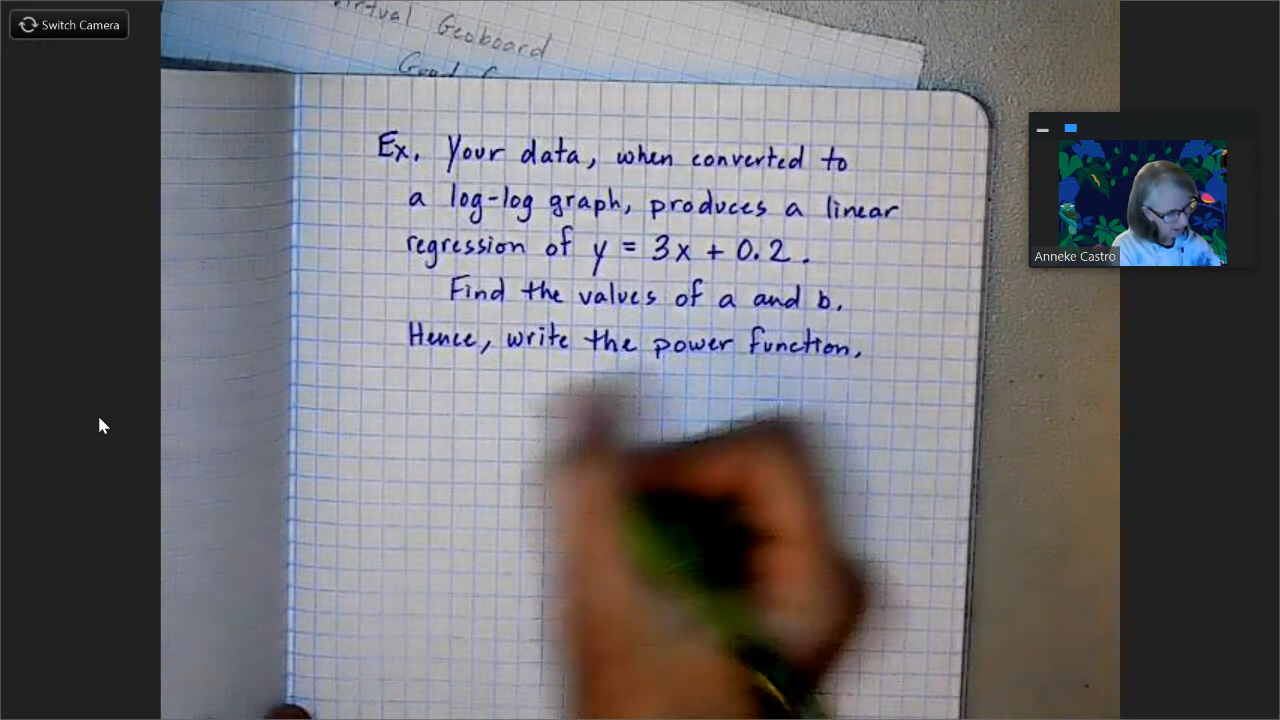 Switch Camera
Virtual Geoboard
Ex. Your data, when converted to
a log-log graph, produces a linear
regression of y = 3x + 0.2.
Find the values of a and b.
Hence, write the power function.
Anneke Castro